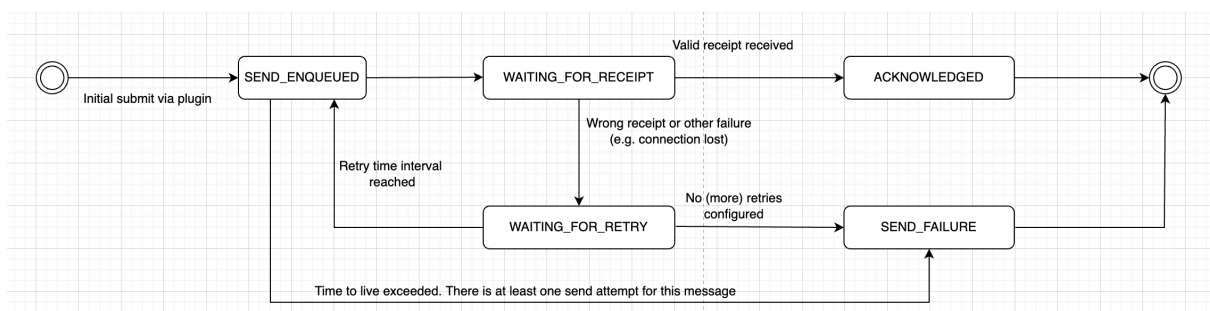 Valid receipt received
SEND_ENQUEUED
WAITING_FOR_RECEIPT
ACKNOWLEDGED
Initial submit via plugin
Wrong receipt or other failure
(e.g. connection lost)
Retry time interval
reached
No (more) retries
configured
WAITING_FOR_RETRY
SEND_FAILURE
Time to live exceeded. There is at least one send attempt for this message